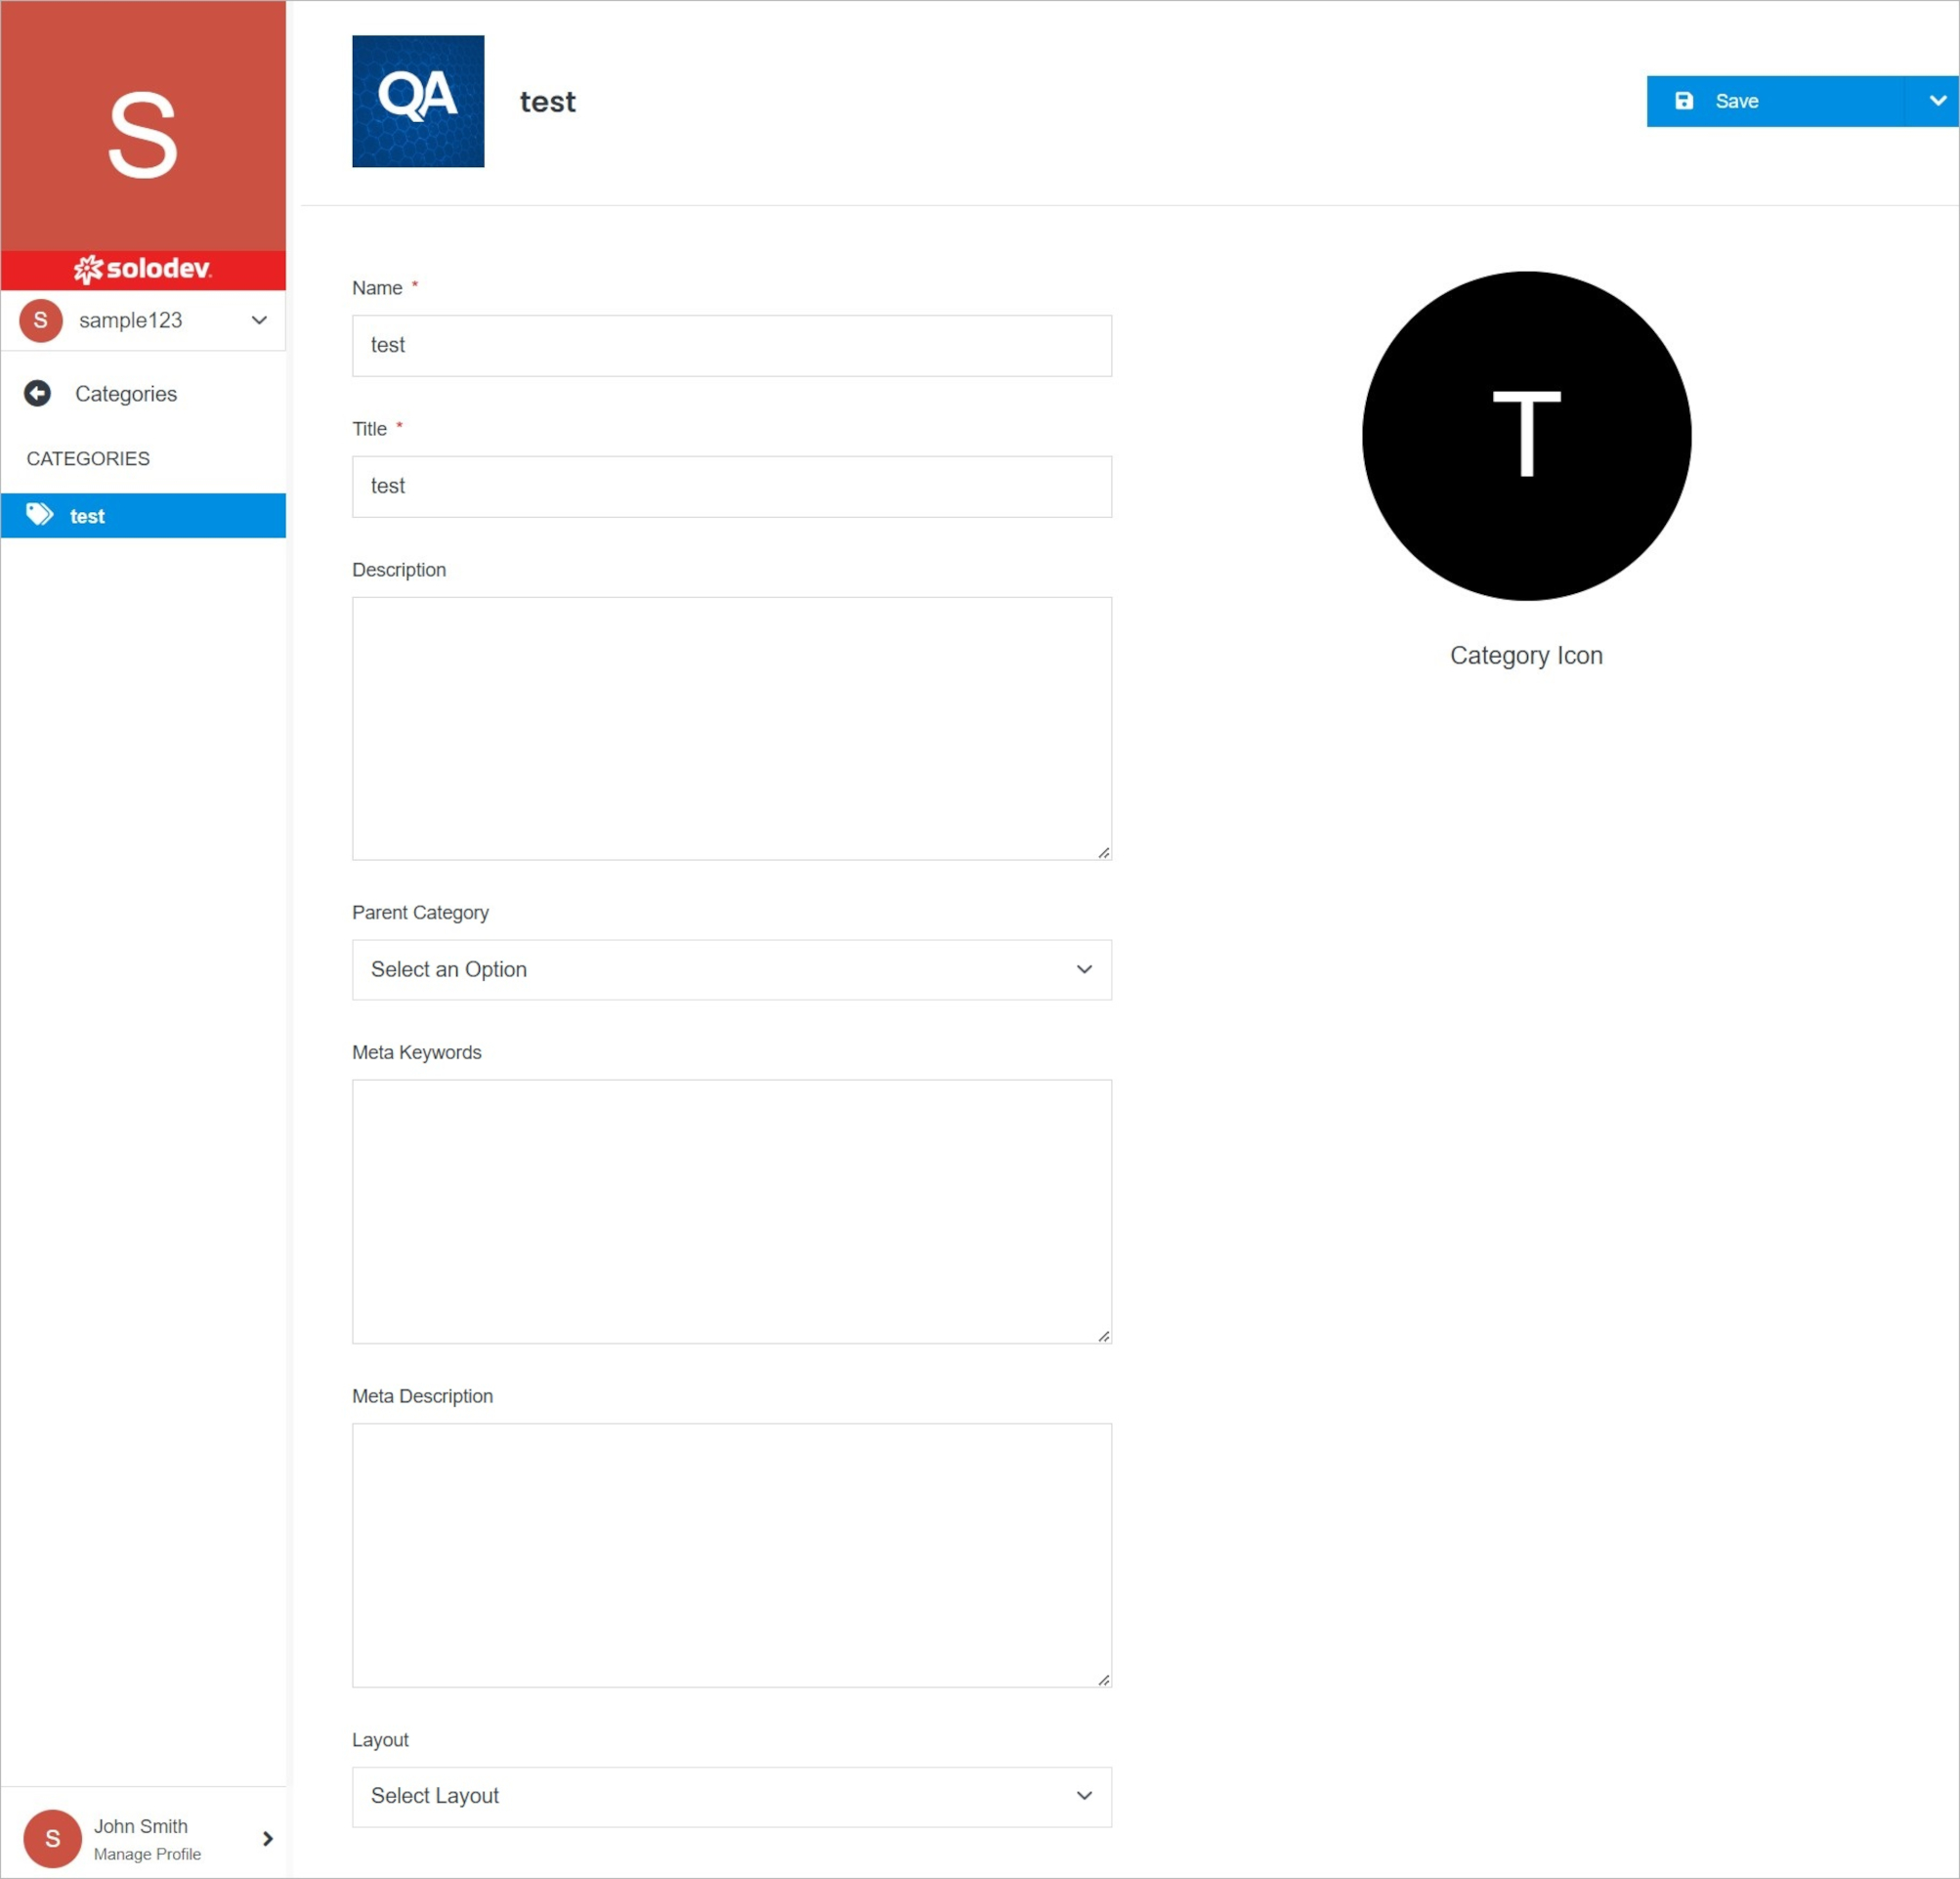 S
solodev
S sample123
Categories
CATEGORIES
test
S John Smith
Manage Profile
QA
test
Save
Name *
test
Title *
test
Description
Parent Category
Select an Option
Meta Keywords
Meta Description
Layout
Select Layout
T
Category Icon